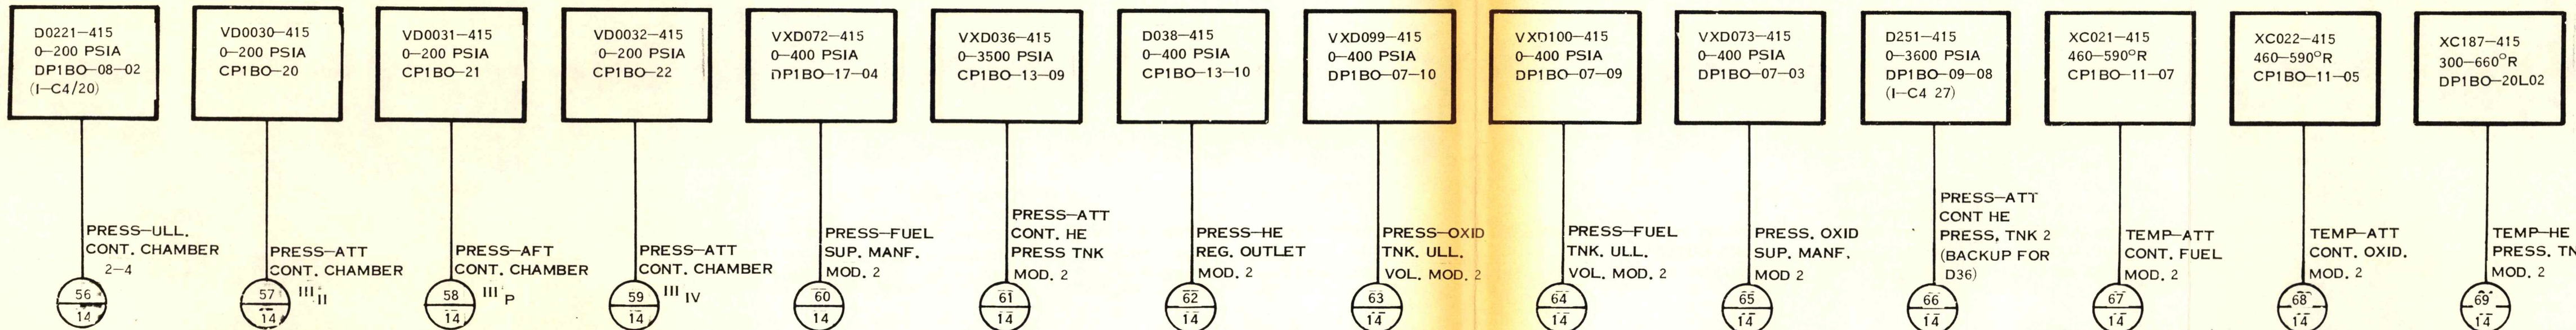 D0221-415
0-200 PSIA
DP1BO-08-02
(I-C4/20)
PRESS-ULL.
CONT. CHAMBER
2-4
56
14
VD0030-415
0-200 PSIA
CP1BO-20
PRESS-ATT
CONT. CHAMBER
III II
57
14
VD0031-415
0-200 PSIA
CP1BO-21
PRESS-AFT
CONT. CHAMBER
III P
58
14
VD0032-415
0-200 PSIA
CP1BO-22
PRESS-ATT
CONT. CHAMBER
III IV
59
14
VXD072-415
0-400 PSIA
DP1BO-17-04
PRESS-FUEL
SUP. MANF.
MOD. 2
60
14
VXD036-415
0-3500 PSIA
CP1BO-13-09
PRESS-ATT
CONT. HE
PRESS TNK
MOD. 2
61
14
D038-415
0-400 PSIA
CP1BO-13-10
PRESS-HE
REG. OUTLET
MOD. 2
62
14
VXD099-415
0-400 PSIA
DP1BO-07-10
PRESS-OXID
TNK. ULL.
VOL. MOD. 2
63
14
VXD100-415
0-400 PSIA
DP1BO-07-09
PRESS-FUEL
TNK. ULL.
VOL. MOD. 2
64
14
VXD073-415
0-400 PSIA
DP1BO-07-03
PRESS. OXID
SUP. MANF.
MOD 2
65
14
D251-415
0-3600 PSIA
DP1BO-09-08
(I-C4 27)
PRESS-ATT
CONT HE
PRESS, TNK 2
(BACKUP FOR
D36)
66
14
XC021-415
460-590°R
CP1BO-11-07
TEMP-ATT
CONT. FUEL
MOD. 2
67
14
XC022-415
460-590°R
CP1BO-11-05
TEMP-ATT
CONT. OXID.
MOD. 2
68
14
XC187-415
300-660°R
DP1BO-20L02
TEMP-HE
PRESS, TN
MOD. 2
69
14